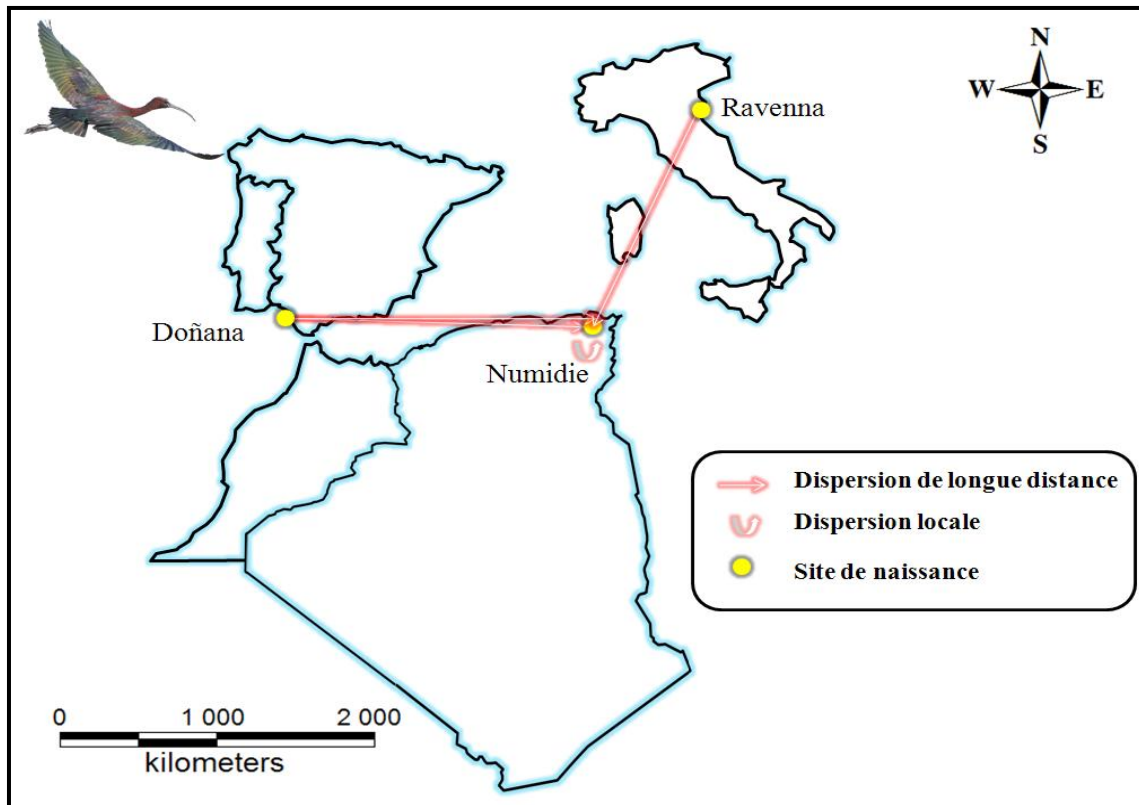 N
W E
S
Ravenna
Doñana
Numidie
Dispersion de longue distance
Dispersion locale
Site de naissance
0 1 000 2 000
kilometers